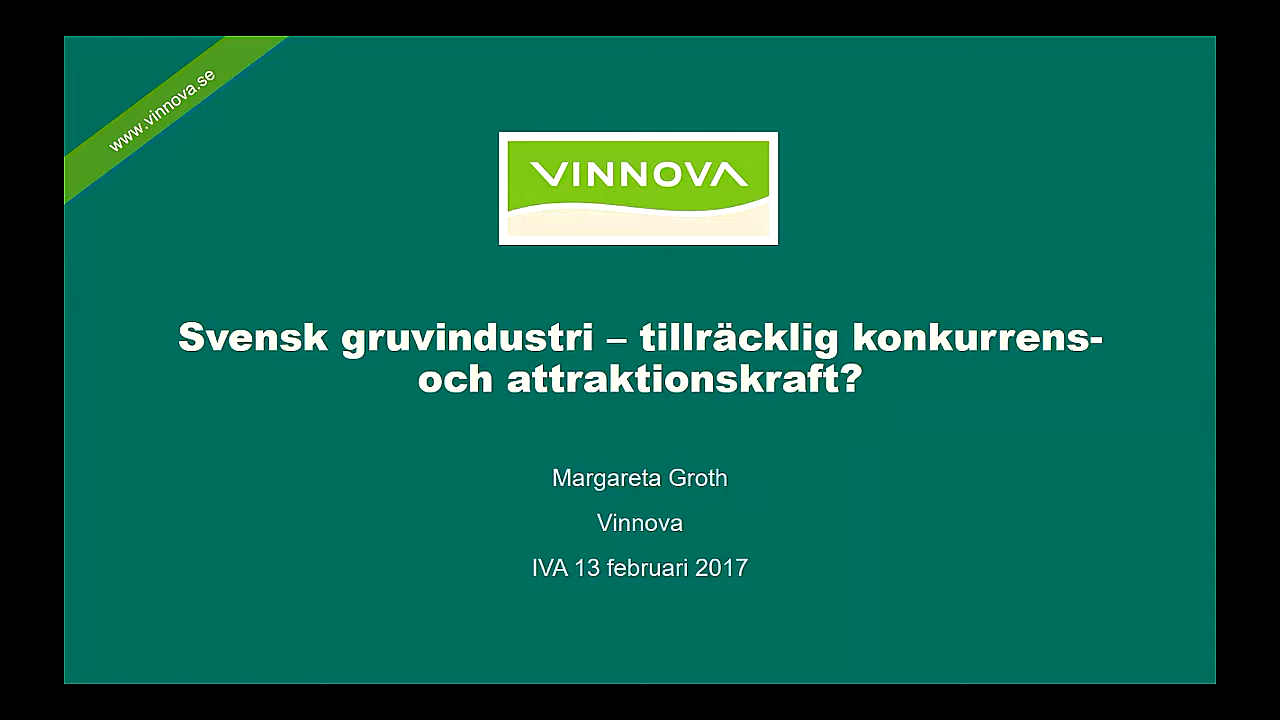 www.vinnova.se
VINNOVA
Svensk gruvindustri – tillräcklig konkurrens-
och attraktionskraft?
Margareta Groth
Vinnova
IVA 13 februari 2017